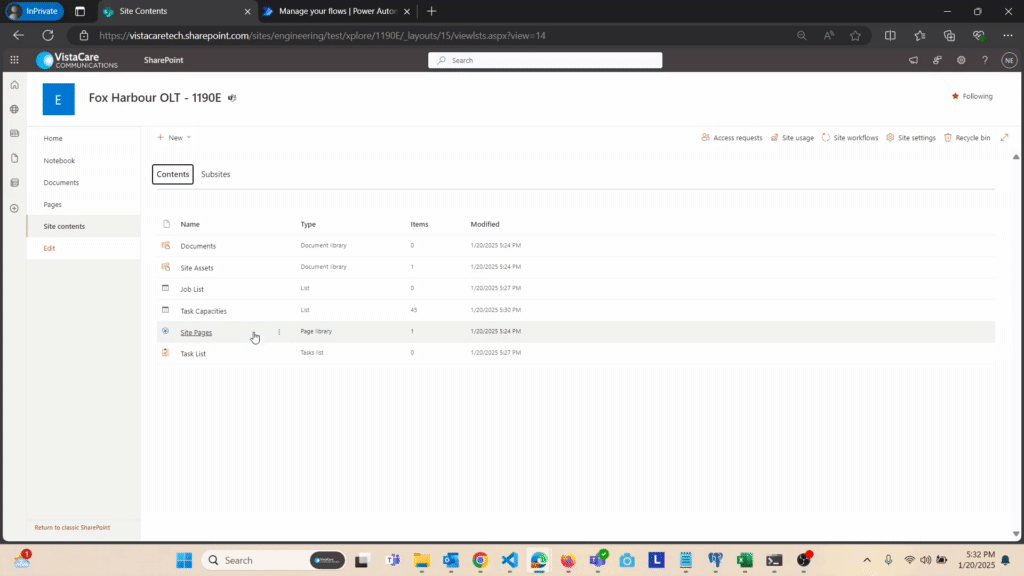 InPrivate
Site Contents
Manage your flows | Power Auto
https://vistacaretech.sharepoint.com/sites/engineering/test/xplore/1190E/_layouts/15/viewlsts.aspx?view=14
VistaCare
COMMUNICATIONS
SharePoint
Search
NE
E
Fox Harbour OLT - 1190E
Following
Home
Notebook
Documents
Pages
Site contents
Edit
Return to classic SharePoint
New
Access requests
Site usage
Site workflows
Site settings
Recycle bin
Contents
Subsites
Name Type Items Modified
Documents Document library 0 1/20/2025 5:24 PM
Site Assets Document library 1 1/20/2025 5:24 PM
Job List List 0 1/20/2025 5:27 PM
Task Capacities List 45 1/20/2025 5:30 PM
Site Pages Page library 1 1/20/2025 5:24 PM
Task List Tasks list 0 1/20/2025 5:27 PM
1
Search
L
5:32 PM
1/20/2025